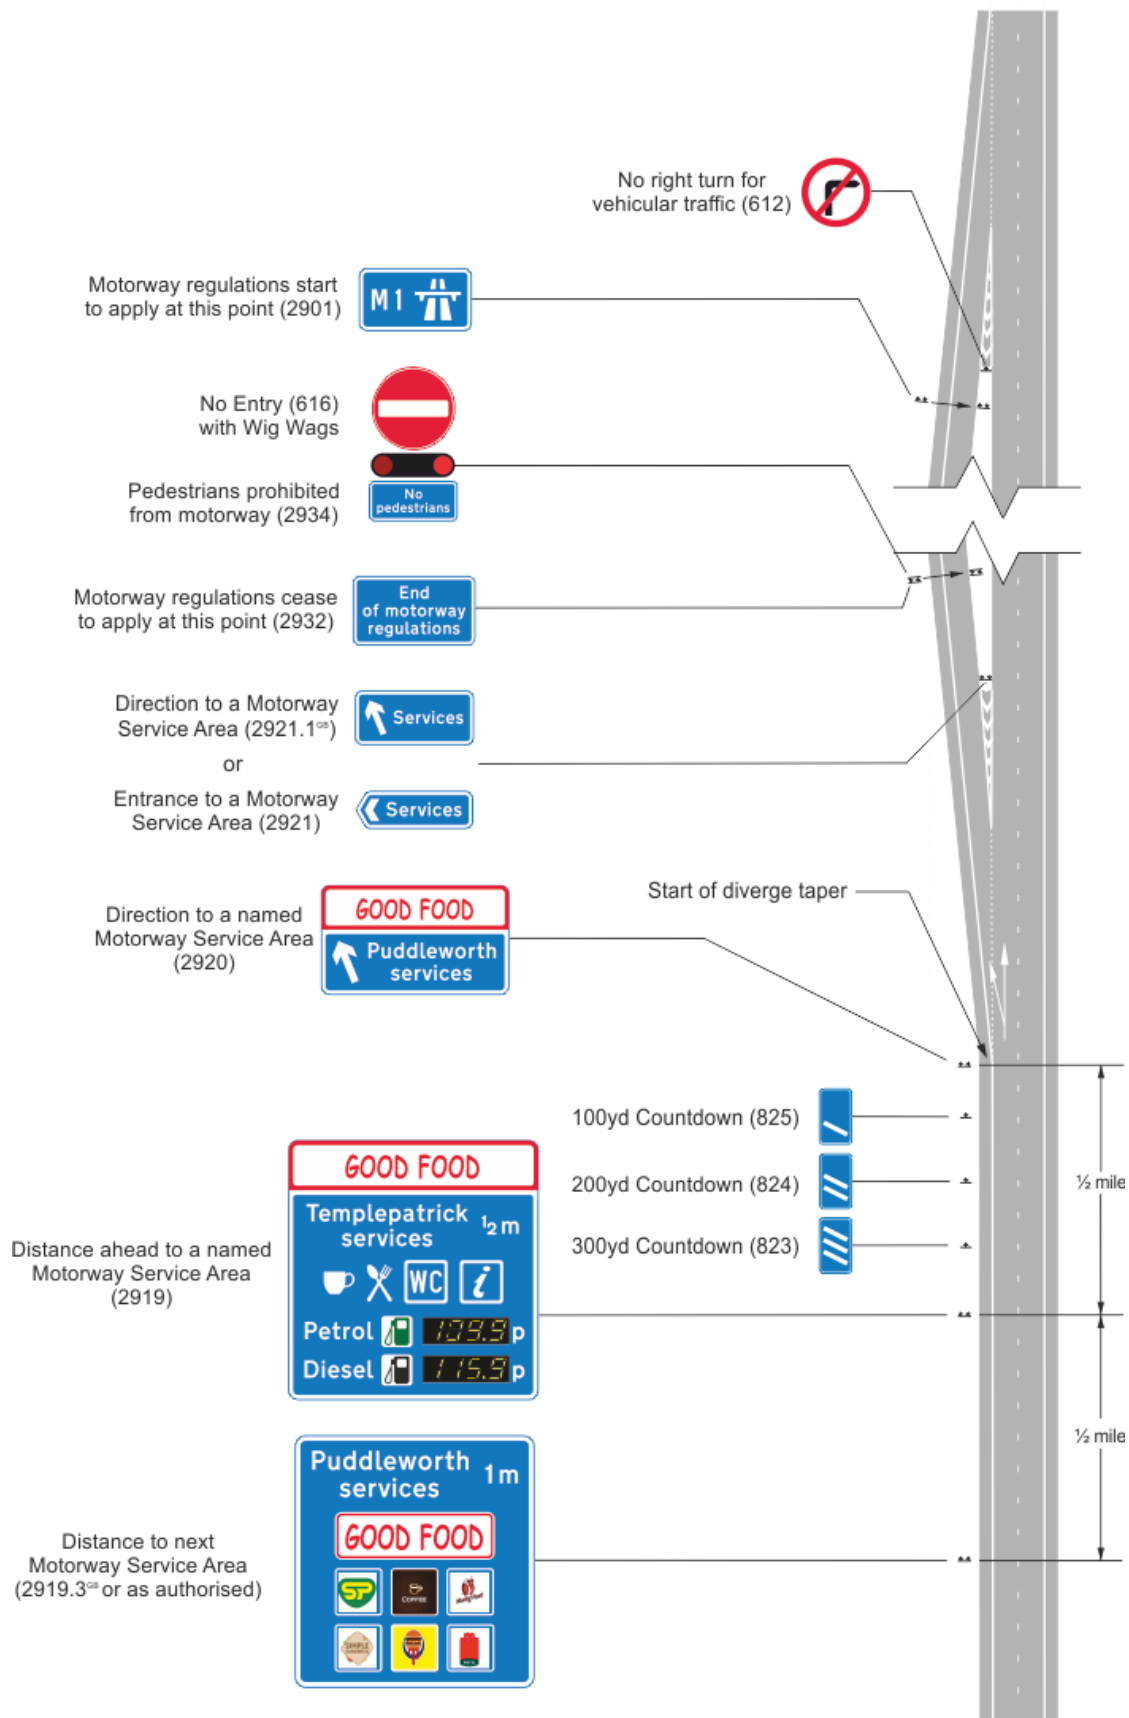 No right turn for
vehicular traffic (612)
Motorway regulations start
to apply at this point (2901)
M1
No Entry (616)
with Wig Wags
Pedestrians prohibited
from motorway (2934)
No
pedestrians
Motorway regulations cease
to apply at this point (2932)
End
of motorway
regulations
Direction to a Motorway
Service Area (2921.1ᴳᴮ)
Services
or
Entrance to a Motorway
Service Area (2921)
Services
Start of diverge taper
Direction to a named
Motorway Service Area
(2920)
GOOD FOOD
Puddleworth
services
100yd Countdown (825)
200yd Countdown (824)
300yd Countdown (823)
½ mile
Distance ahead to a named
Motorway Service Area
(2919)
GOOD FOOD
Templepatrick
services ½ m
WC i
Petrol 109.9 p
Diesel 115.9 p
½ mile
Distance to next
Motorway Service Area
(2919.3ᴳᴮ or as authorised)
Puddleworth
services 1m
GOOD FOOD
SP
COFFEE
SIMPLE